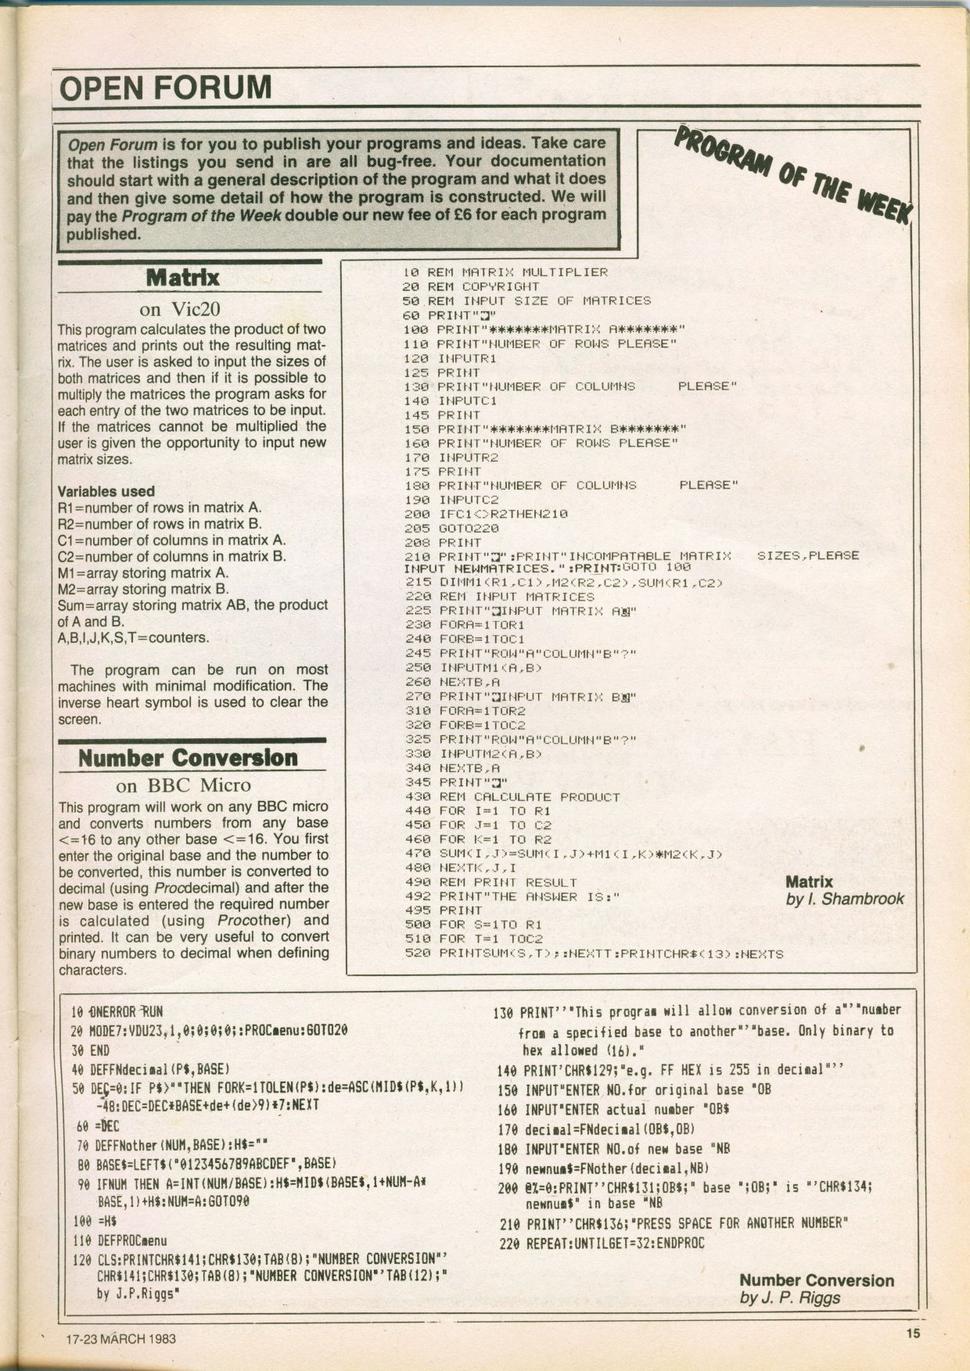 OPEN FORUM
Open Forum is for you to publish your programs and ideas. Take care
that the listings you send in are all bug-free. Your documentation
should start with a general description of the program and what it does
and then give some detail of how the program is constructed. We will
pay the Program of the Week double our new fee of £6 for each program
published.
PROGRAM OF THE WEEK
Matrix
on Vic20
This program calculates the product of two
matrices and prints out the resulting mat-
rix. The user is asked to input the sizes of
both matrices and then if it is possible to
multiply the matrices the program asks for
each entry of the two matrices to be input.
If the matrices cannot be multiplied the
user is given the opportunity to input new
matrix sizes.
Variables used
R1=number of rows in matrix A.
R2=number of rows in matrix B.
C1=number of columns in matrix A.
C2=number of columns in matrix B.
M1=array storing matrix A.
M2=array storing matrix B.
Sum=array storing matrix AB, the product
of A and B.
A,B,I,J,K,S,T=counters.
The program can be run on most
machines with minimal modification. The
inverse heart symbol is used to clear the
screen.
10 REM MATRIX MULTIPLIER
20 REM COPYRIGHT
50 REM INPUT SIZE OF MATRICES
60 PRINT"❏"
100 PRINT"*******MATRIX A*******"
110 PRINT"NUMBER OF ROWS PLEASE"
120 INPUTR1
125 PRINT
130 PRINT"NUMBER OF COLUMNS      PLEASE"
140 INPUTC1
145 PRINT
150 PRINT"*******MATRIX B*******"
160 PRINT"NUMBER OF ROWS PLEASE"
170 INPUTR2
175 PRINT
180 PRINT"NUMBER OF COLUMNS      PLEASE"
190 INPUTC2
200 IFC1<>R2THEN210
205 GOTO220
208 PRINT
210 PRINT"❏":PRINT"INCOMPATABLE MATRIX    SIZES,PLEASE
INPUT NEWMATRICES.":PRINT:GOTO 100
215 DIMM1(R1,C1),M2(R2,C2),SUM(R1,C2)
220 REM INPUT MATRICES
225 PRINT"❏INPUT MATRIX A"
230 FORA=1TOR1
240 FORB=1TOC1
245 PRINT"ROW"A"COLUMN"B"?"
250 INPUTM1(A,B)
260 NEXTB,A
270 PRINT"❏INPUT MATRIX B"
310 FORA=1TOR2
320 FORB=1TOC2
325 PRINT"ROW"A"COLUMN"B"?"
330 INPUTM2(A,B)
340 NEXTB,A
345 PRINT"❏"
430 REM CALCULATE PRODUCT
440 FOR I=1 TO R1
450 FOR J=1 TO C2
460 FOR K=1 TO R2
470 SUM(I,J)=SUM(I,J)+M1(I,K)*M2(K,J)
480 NEXTK,J,I
490 REM PRINT RESULT
492 PRINT"THE ANSWER IS:"
495 PRINT
500 FOR S=1TO R1
510 FOR T=1 TOC2
520 PRINTSUM(S,T);:NEXTT:PRINTCHR$(13):NEXTS
Matrix
by I. Shambrook
Number Conversion
on BBC Micro
This program will work on any BBC micro
and converts numbers from any base
<=16 to any other base <=16. You first
enter the original base and the number to
be converted, this number is converted to
decimal (using Procdecimal) and after the
new base is entered the required number
is calculated (using Procother) and
printed. It can be very useful to convert
binary numbers to decimal when defining
characters.
10 ONERROR RUN
20 MODE7:VDU23,1,0;0;0;0;:PROCmenu:GOTO20
30 END
40 DEFFNdecimal(P$,BASE)
50 DEC=0:IF P$>""THEN FORK=1TOLEN(P$):de=ASC(MID$(P$,K,1))
-48:DEC=DEC*BASE+de+(de>9)*7:NEXT
60 =DEC
70 DEFFNother(NUM,BASE):H$=""
80 BASE$=LEFT$("0123456789ABCDEF",BASE)
90 IFNUM THEN A=INT(NUM/BASE):H$=MID$(BASE$,1+NUM-A*
BASE,1)+H$:NUM=A:GOTO90
100 =H$
110 DEFPROCmenu
120 CLS:PRINTCHR$141;CHR$130;TAB(8);"NUMBER CONVERSION"'
CHR$141;CHR$130;TAB(8);"NUMBER CONVERSION"'TAB(12);"
by J.P.Riggs"
130 PRINT''"This program will allow conversion of a"'"number
from a specified base to another"'"base. Only binary to
hex allowed (16)."
140 PRINT'CHR$129;"e.g. FF HEX is 255 in decimal"''
150 INPUT"ENTER NO.for original base "OB
160 INPUT"ENTER actual number "OB$
170 decimal=FNdecimal(OB$,OB)
180 INPUT"ENTER NO.of new base "NB
190 newnum$=FNother(decimal,NB)
200 @%=0:PRINT''CHR$131;OB$;" base ";OB;" is "'CHR$134;
newnum$" in base "NB
210 PRINT''CHR$136;"PRESS SPACE FOR ANOTHER NUMBER"
220 REPEAT:UNTILGET=32:ENDPROC
Number Conversion
by J. P. Riggs
17-23 MARCH 1983
15